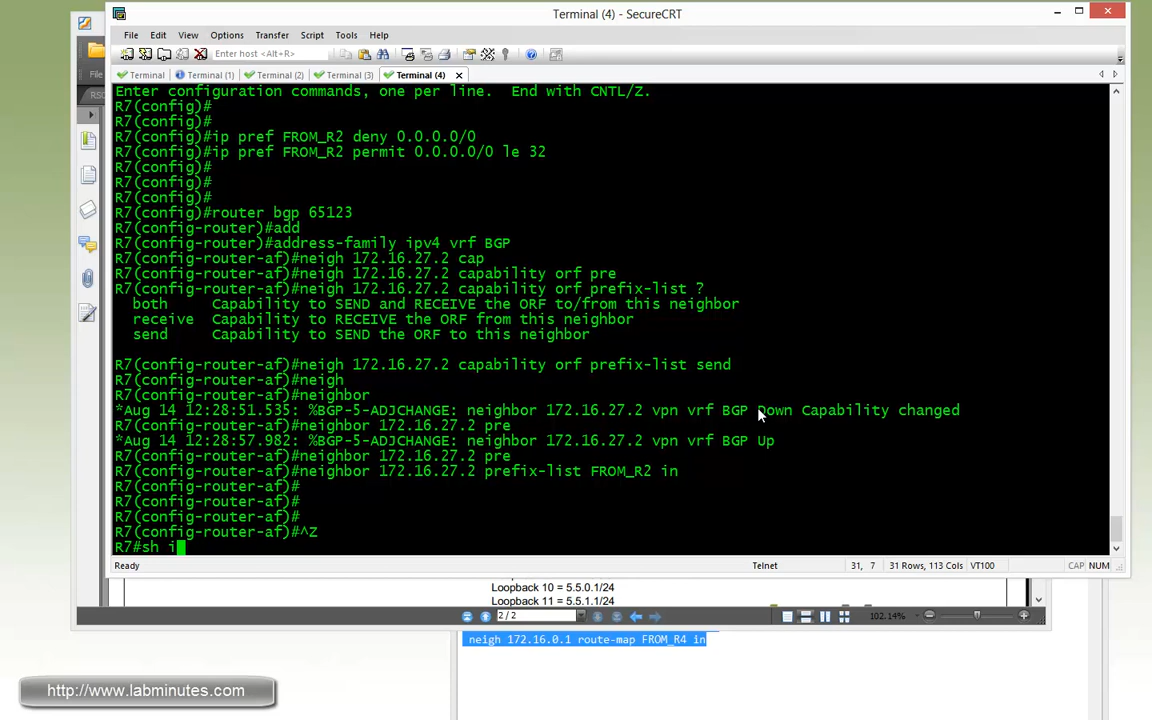 Terminal (4) - SecureCRT
File Edit View Options Transfer Script Tools Help
Enter host <Alt+R>
Terminal Terminal (1) Terminal (2) Terminal (3) Terminal (4)
File
RS
Enter configuration commands, one per line.  End with CNTL/Z.
R7(config)#
R7(config)#
R7(config)#ip pref FROM_R2 deny 0.0.0.0/0
R7(config)#ip pref FROM_R2 permit 0.0.0.0/0 le 32
R7(config)#
R7(config)#
R7(config)#
R7(config)#router bgp 65123
R7(config-router)#add
R7(config-router)#address-family ipv4 vrf BGP
R7(config-router-af)#neigh 172.16.27.2 cap
R7(config-router-af)#neigh 172.16.27.2 capability orf pre
R7(config-router-af)#neigh 172.16.27.2 capability orf prefix-list ?
both     Capability to SEND and RECEIVE the ORF to/from this neighbor
receive  Capability to RECEIVE the ORF from this neighbor
send     Capability to SEND the ORF to this neighbor
R7(config-router-af)#neigh 172.16.27.2 capability orf prefix-list send
R7(config-router-af)#neigh
R7(config-router-af)#neighbor
*Aug 14 12:28:51.535: %BGP-5-ADJCHANGE: neighbor 172.16.27.2 vpn vrf BGP Down Capability changed
R7(config-router-af)#neighbor 172.16.27.2 pre
*Aug 14 12:28:57.982: %BGP-5-ADJCHANGE: neighbor 172.16.27.2 vpn vrf BGP Up
R7(config-router-af)#neighbor 172.16.27.2 pre
R7(config-router-af)#neighbor 172.16.27.2 prefix-list FROM_R2 in
R7(config-router-af)#
R7(config-router-af)#
R7(config-router-af)#
R7(config-router-af)#^Z
R7#sh i
Ready Telnet 31, 7 31 Rows, 113 Cols VT100 CAP NUM
Loopback 10 = 5.5.0.1/24
Loopback 11 = 5.5.1.1/24
2 / 2 102.14%
neigh 172.16.0.1 route-map FROM_R4 in
http://www.labminutes.com